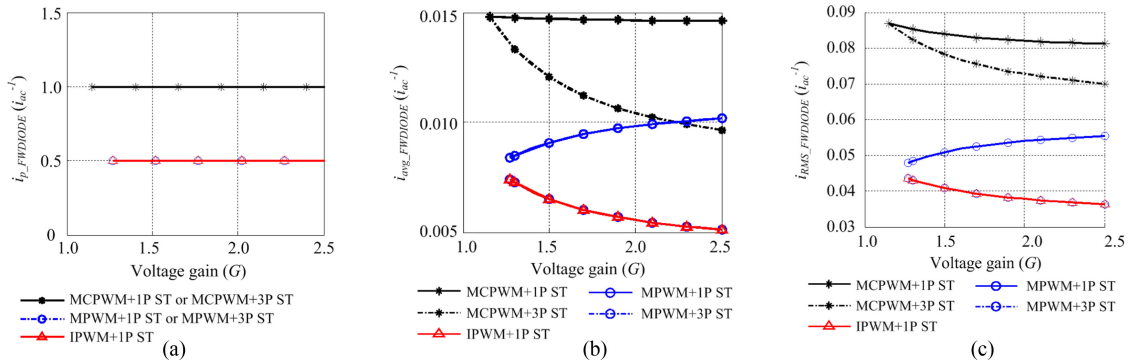 (a)
1.5
1.0
0.5
0
i_p_FWDIODE (i_ac^-1)
1.0
1.5
2.0
2.5
Voltage gain (G)
MCPWM+1P ST or MCPWM+3P ST
MPWM+1P ST or MPWM+3P ST
IPWM+1P ST
(a)
(b)
0.015
0.010
0.005
i_avg_FWDIODE (i_ac^-1)
1.0
1.5
2.0
2.5
Voltage gain (G)
MCPWM+1P ST
MPWM+1P ST
MCPWM+3P ST
MPWM+3P ST
IPWM+1P ST
(b)
(c)
0.09
0.08
0.07
0.06
0.05
0.04
0.03
i_RMS_FWDIODE (i_ac^-1)
1.0
1.5
2.0
2.5
Voltage gain (G)
MCPWM+1P ST
MPWM+1P ST
MCPWM+3P ST
MPWM+3P ST
IPWM+1P ST
(c)